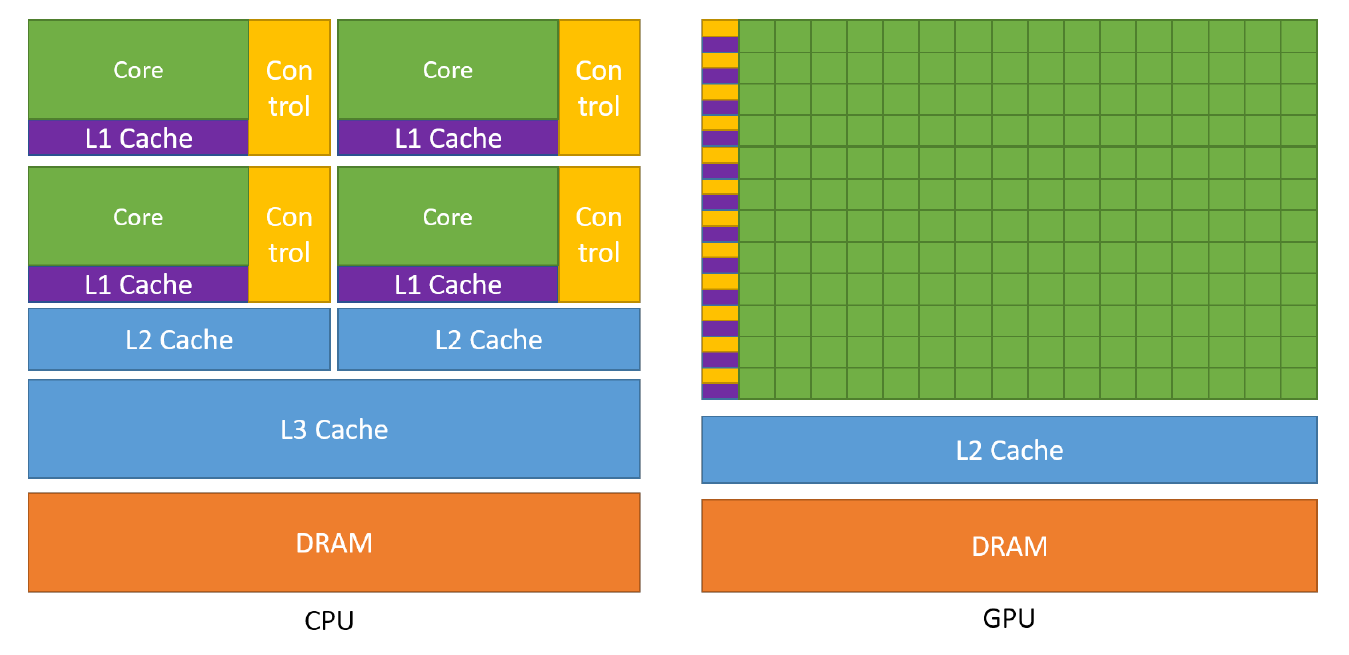 Core
Con
trol
L1 Cache
Core
Con
trol
L1 Cache
Core
Con
trol
L1 Cache
Core
Con
trol
L1 Cache
L2 Cache
L2 Cache
L3 Cache
DRAM
CPU
L2 Cache
DRAM
GPU